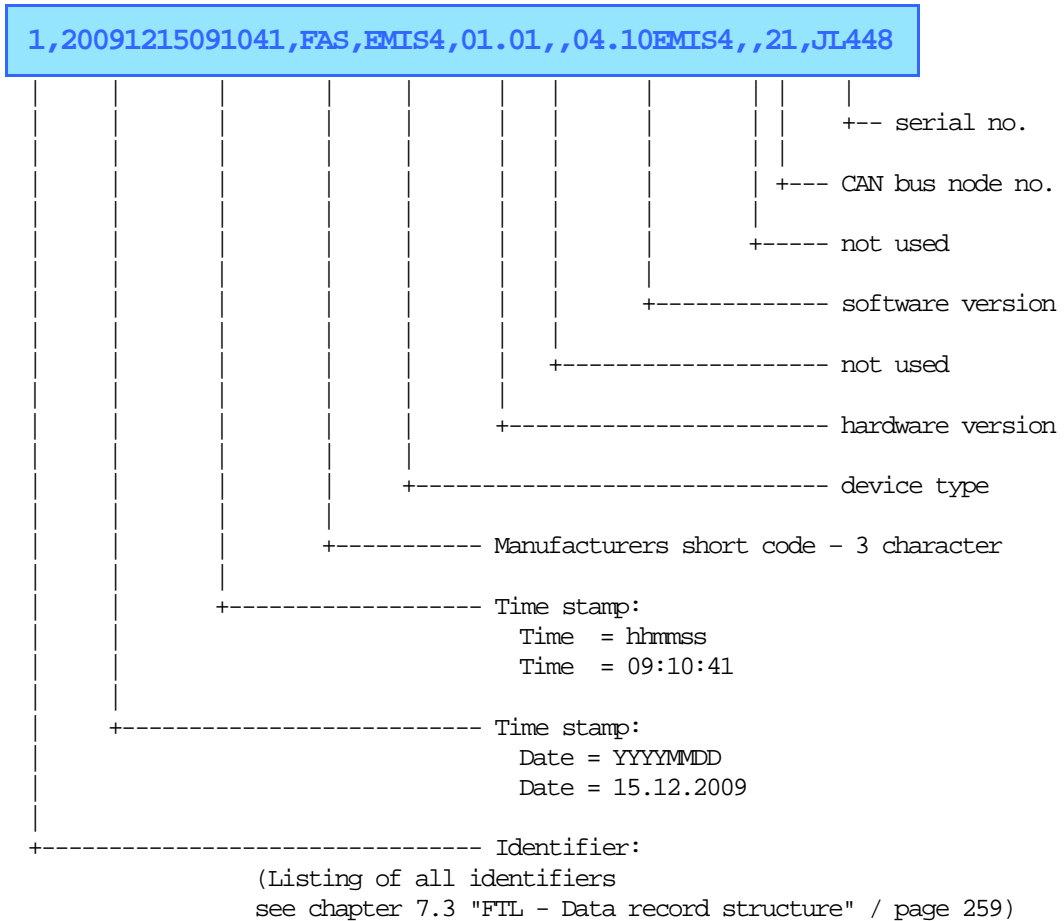 1,20091215091041,FAS,EMIS4,01.01,,04.10EMIS4,,21,JL448
+-- serial no.
+--- CAN bus node no.
+----- not used
+------------- software version
+-------------------- not used
+------------------------ hardware version
+------------------------------- device type
+----------- Manufacturers short code – 3 character
+------------------- Time stamp:
Time = hhmmss
Time = 09:10:41
+--------------------------- Time stamp:
Date = YYYYMMDD
Date = 15.12.2009
+--------------------------------- Identifier:
(Listing of all identifiers
see chapter 7.3 "FTL - Data record structure" / page 259)